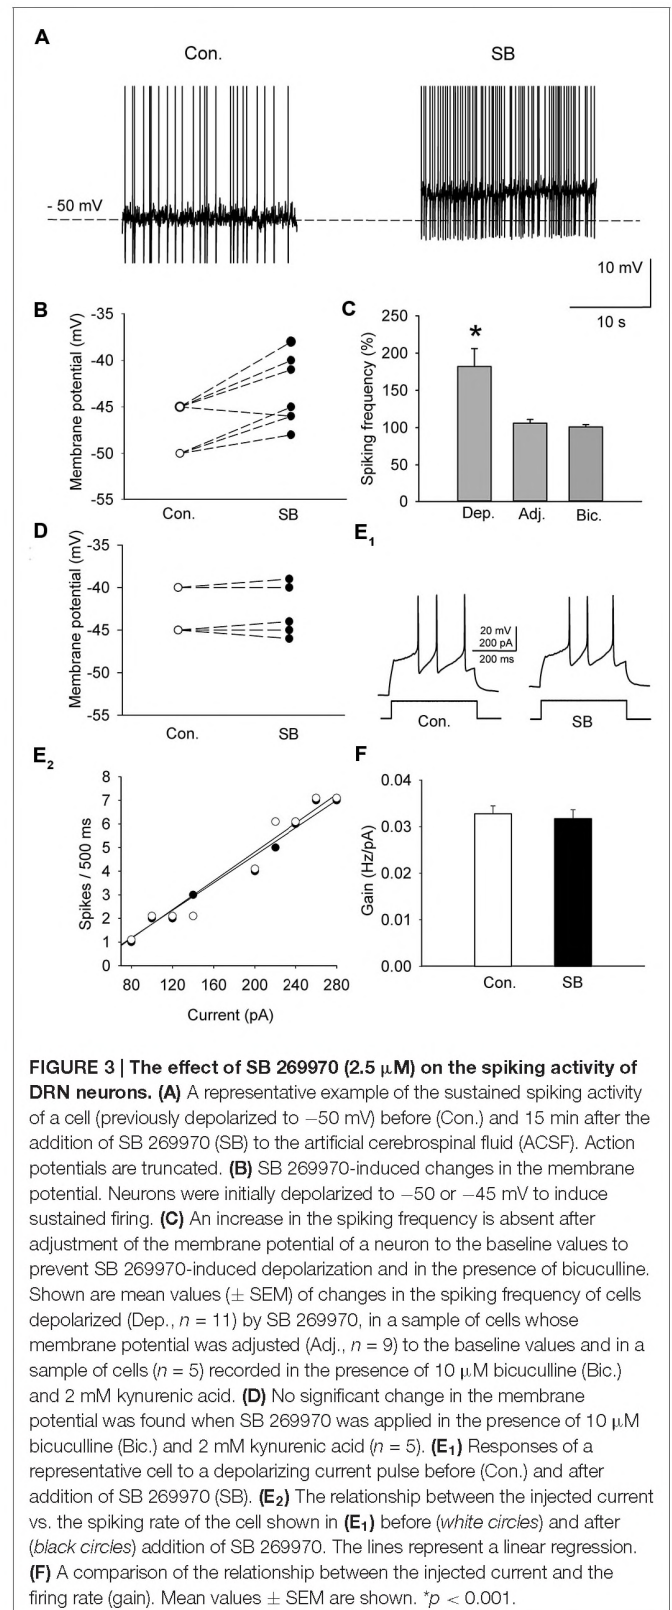 A
Con.
SB
- 50 mV
10 mV
10 s
B
Membrane potential (mV)
-35
-40
-45
-50
-55
Con.
SB
C
Spiking frequency (%)
250
200
150
100
50
0
*
Dep.
Adj.
Bic.
D
Membrane potential (mV)
-35
-40
-45
-50
-55
Con.
SB
E1
20 mV
200 pA
200 ms
Con.
SB
E2
Spikes / 500 ms
8
7
6
5
4
3
2
1
0
80 120 160 200 240 280
Current (pA)
F
Gain (Hz/pA)
0.04
0.03
0.02
0.01
0.00
Con.
SB
FIGURE 3 | The effect of SB 269970 (2.5 μM) on the spiking activity of
DRN neurons. (A) A representative example of the sustained spiking activity
of a cell (previously depolarized to −50 mV) before (Con.) and 15 min after the
addition of SB 269970 (SB) to the artificial cerebrospinal fluid (ACSF). Action
potentials are truncated. (B) SB 269970-induced changes in the membrane
potential. Neurons were initially depolarized to −50 or −45 mV to induce
sustained firing. (C) An increase in the spiking frequency is absent after
adjustment of the membrane potential of a neuron to the baseline values to
prevent SB 269970-induced depolarization and in the presence of bicuculline.
Shown are mean values (± SEM) of changes in the spiking frequency of cells
depolarized (Dep., n = 11) by SB 269970, in a sample of cells whose
membrane potential was adjusted (Adj., n = 9) to the baseline values and in a
sample of cells (n = 5) recorded in the presence of 10 μM bicuculline (Bic.)
and 2 mM kynurenic acid. (D) No significant change in the membrane
potential was found when SB 269970 was applied in the presence of 10 μM
bicuculline (Bic.) and 2 mM kynurenic acid (n = 5). (E1) Responses of a
representative cell to a depolarizing current pulse before (Con.) and after
addition of SB 269970 (SB). (E2) The relationship between the injected current
vs. the spiking rate of the cell shown in (E1) before (white circles) and after
(black circles) addition of SB 269970. The lines represent a linear regression.
(F) A comparison of the relationship between the injected current and the
firing rate (gain). Mean values ± SEM are shown. *p < 0.001.